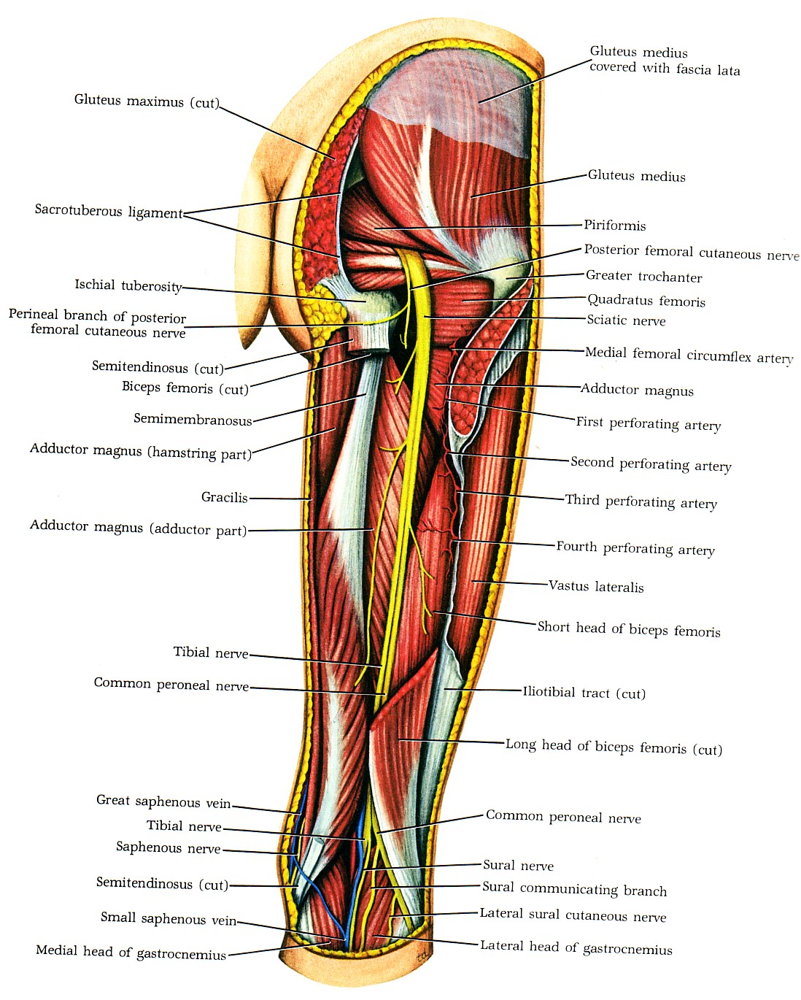 Gluteus medius
covered with fascia lata
Gluteus maximus (cut)
Gluteus medius
Sacrotuberous ligament
Piriformis
Posterior femoral cutaneous nerve
Greater trochanter
Ischial tuberosity
Quadratus femoris
Perineal branch of posterior
femoral cutaneous nerve
Sciatic nerve
Medial femoral circumflex artery
Semitendinosus (cut)
Biceps femoris (cut)
Adductor magnus
Semimembranosus
First perforating artery
Adductor magnus (hamstring part)
Second perforating artery
Gracilis
Third perforating artery
Adductor magnus (adductor part)
Fourth perforating artery
Vastus lateralis
Short head of biceps femoris
Tibial nerve
Common peroneal nerve
Iliotibial tract (cut)
Long head of biceps femoris (cut)
Great saphenous vein
Common peroneal nerve
Tibial nerve
Saphenous nerve
Sural nerve
Semitendinosus (cut)
Sural communicating branch
Small saphenous vein
Lateral sural cutaneous nerve
Medial head of gastrocnemius
Lateral head of gastrocnemius